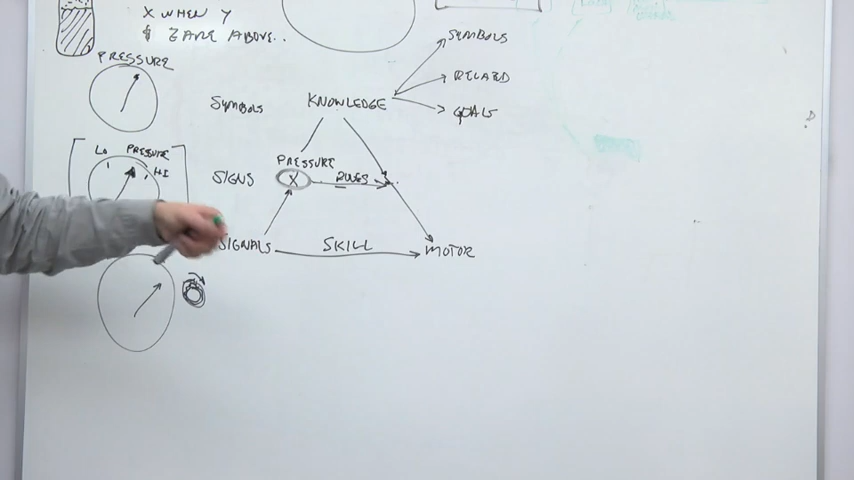 X WHEN Y
$ Z ARE ABOVE..
PRESSURE
SYMBOLS
RELATED
GOALS
Symbols
KNOWLEDGE
Lo PRESSURE
HI
PRESSURE
SIGNS
X
RULES
SIGNALS
SKILL
MOTOR